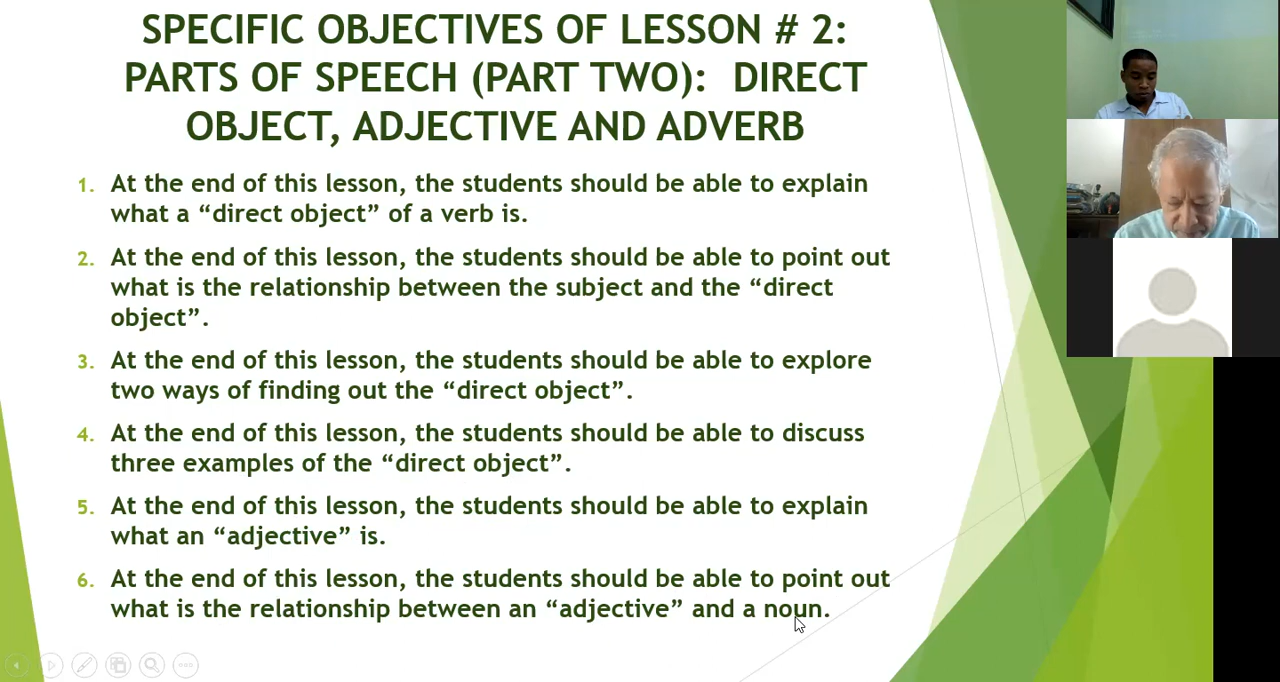 SPECIFIC OBJECTIVES OF LESSON # 2:
PARTS OF SPEECH (PART TWO):  DIRECT
OBJECT, ADJECTIVE AND ADVERB
1. At the end of this lesson, the students should be able to explain
what a “direct object” of a verb is.
2. At the end of this lesson, the students should be able to point out
what is the relationship between the subject and the “direct
object”.
3. At the end of this lesson, the students should be able to explore
two ways of finding out the “direct object”.
4. At the end of this lesson, the students should be able to discuss
three examples of the “direct object”.
5. At the end of this lesson, the students should be able to explain
what an “adjective” is.
6. At the end of this lesson, the students should be able to point out
what is the relationship between an “adjective” and a noun.